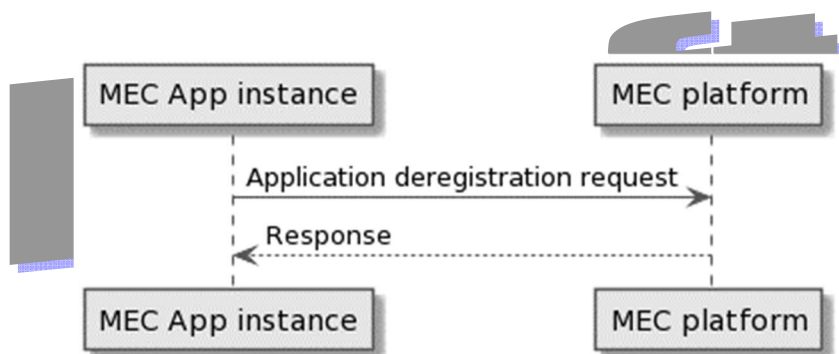 MEC App instance
MEC platform
Application deregistration request
Response
MEC App instance
MEC platform